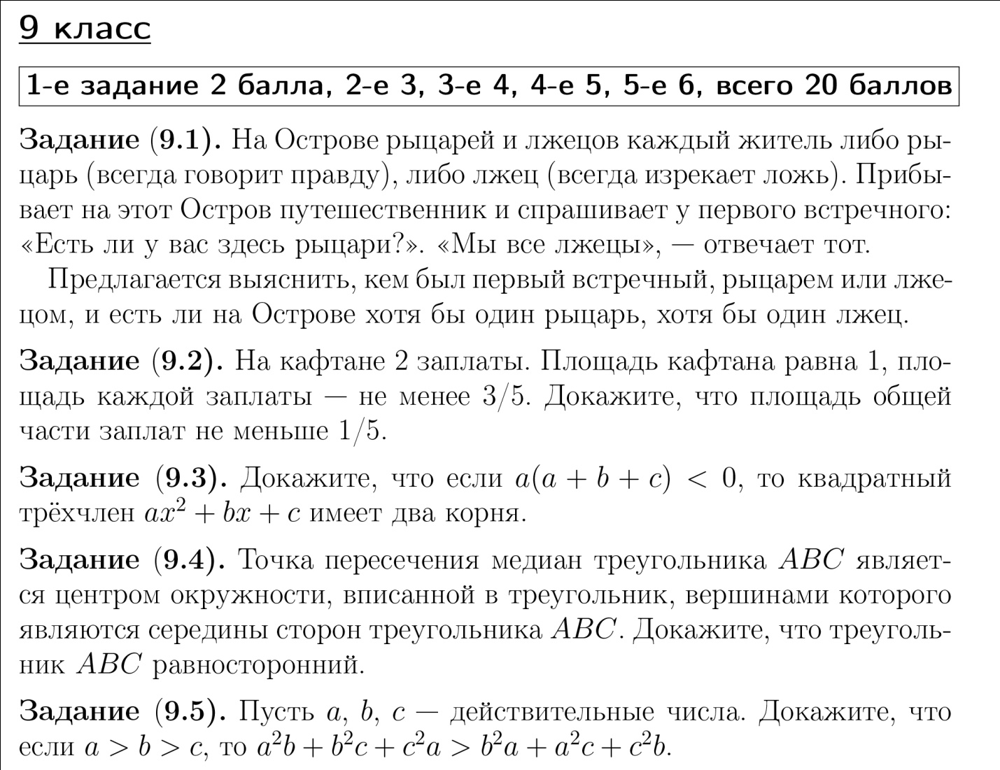 9 класс
1-е задание 2 балла, 2-е 3, 3-е 4, 4-е 5, 5-е 6, всего 20 баллов
Задание (9.1). На Острове рыцарей и лжецов каждый житель либо ры-
царь (всегда говорит правду), либо лжец (всегда изрекает ложь). Прибы-
вает на этот Остров путешественник и спрашивает у первого встречного:
«Есть ли у вас здесь рыцари?». «Мы все лжецы», — отвечает тот.
Предлагается выяснить, кем был первый встречный, рыцарем или лже-
цом, и есть ли на Острове хотя бы один рыцарь, хотя бы один лжец.
Задание (9.2). На кафтане 2 заплаты. Площадь кафтана равна 1, пло-
щадь каждой заплаты — не менее 3/5. Докажите, что площадь общей
части заплат не меньше 1/5.
Задание (9.3). Докажите, что если a(a + b + c) < 0, то квадратный
трёхчлен ax² + bx + c имеет два корня.
Задание (9.4). Точка пересечения медиан треугольника ABC являет-
ся центром окружности, вписанной в треугольник, вершинами которого
являются середины сторон треугольника ABC. Докажите, что треуголь-
ник ABC равносторонний.
Задание (9.5). Пусть a, b, c — действительные числа. Докажите, что
если a > b > c, то a²b + b²c + c²a > b²a + a²c + c²b.